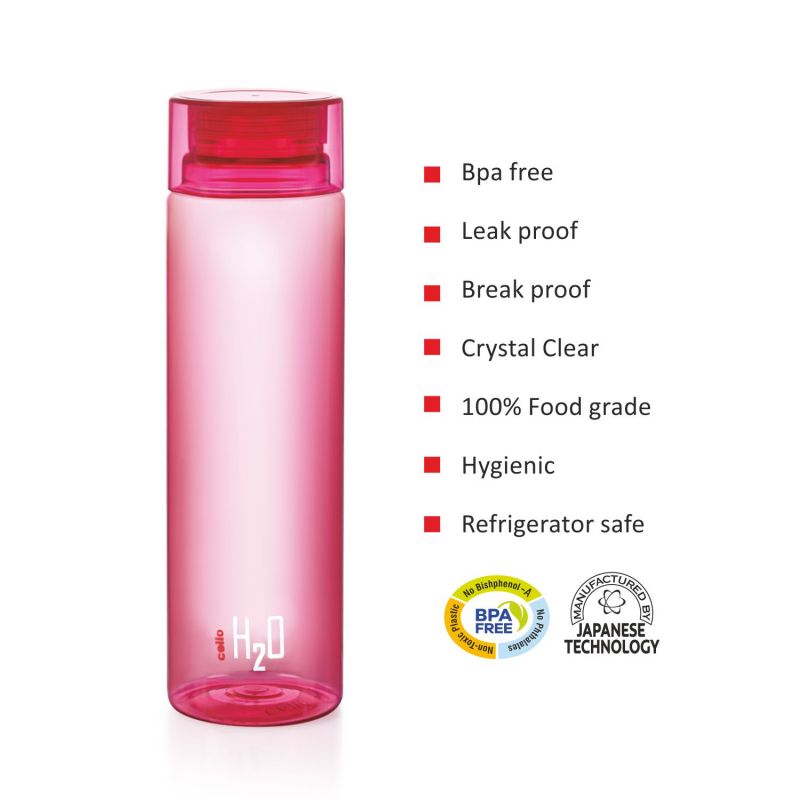 Bpa free
Leak proof
Break proof
Crystal Clear
100% Food grade
Hygienic
Refrigerator safe
cello
H2O
No Bishphenol-A
BPA
FREE
No Phthalates
Non-Toxic Plastic
MANUFACTURED BY
JAPANESE
TECHNOLOGY